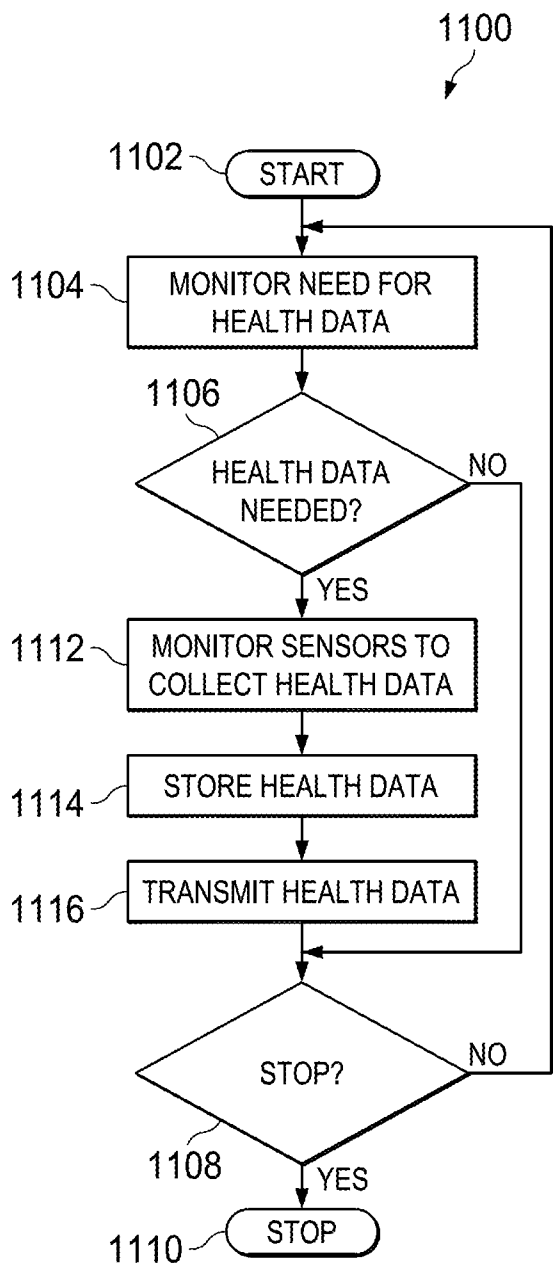 1100
1102
START
1104
MONITOR NEED FOR
HEALTH DATA
1106
HEALTH DATA
NEEDED?
NO
YES
1112
MONITOR SENSORS TO
COLLECT HEALTH DATA
1114
STORE HEALTH DATA
1116
TRANSMIT HEALTH DATA
STOP?
NO
1108
YES
1110
STOP